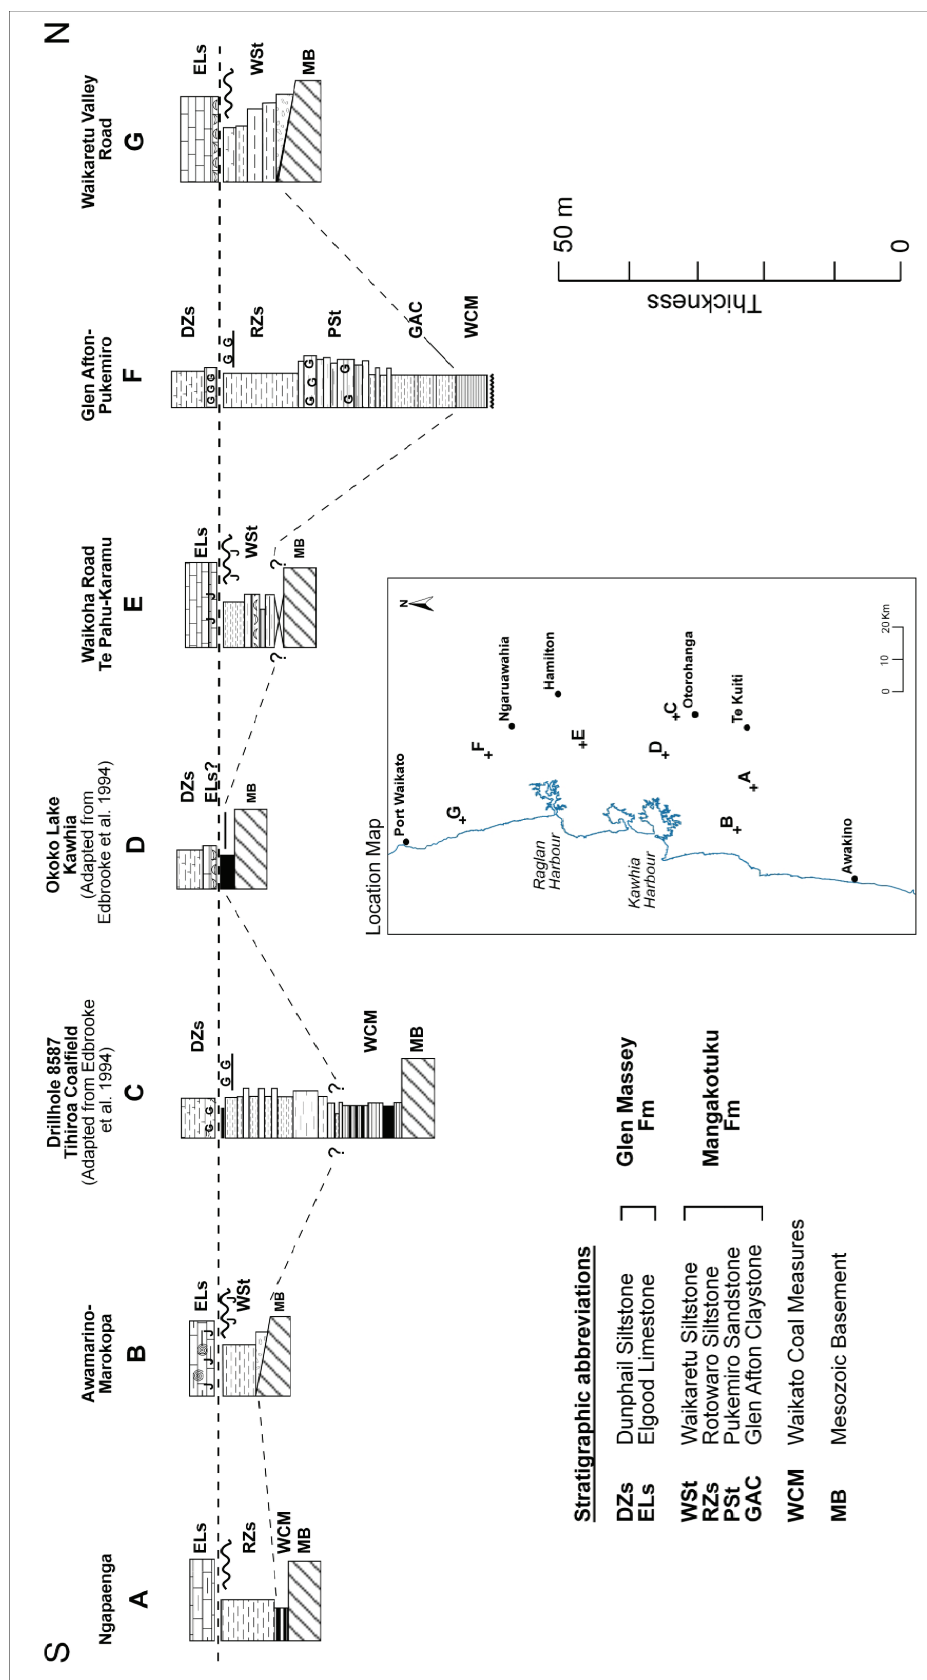 S
N
Ngapaenga
A
Awamarino-
Marokopa
B
Drillhole 8587
Tihiroa Coalfield
(Adapted from Edbrooke
et al. 1994)
C
Okoko Lake
Kawhia
(Adapted from
Edbrooke et al. 1994)
D
Waikoha Road
Te Pahu-Karamu
E
Glen Afton-
Pukemiro
F
Waikaretu Valley
Road
G
ELs
RZs
WCM
MB
ELs
J
J
J
J
J
WSt
MB
DZs
G G
G G
?
?
WCM
MB
DZs
ELs?
MB
ELs
J
J
J
J
WSt
?
?
MB
DZs
G G G
G G
RZs
G G G
G G
PSt
GAC
WCM
ELs
WSt
MB
Stratigraphic abbreviations
DZs Dunphail Siltstone
ELs Elgood Limestone
Glen Massey
Fm
WSt Waikaretu Siltstone
RZs Rotowaro Siltstone
PSt Pukemiro Sandstone
GAC Glen Afton Claystone
Mangakotuku
Fm
WCM Waikato Coal Measures
MB Mesozoic Basement
Location Map
N
Port Waikato
G
F
Ngaruawahia
Hamilton
Raglan
Harbour
E
Kawhia
Harbour
D
C
Otorohanga
B
A
Te Kuiti
Awakino
0 10 20 Km
Thickness
50 m
0